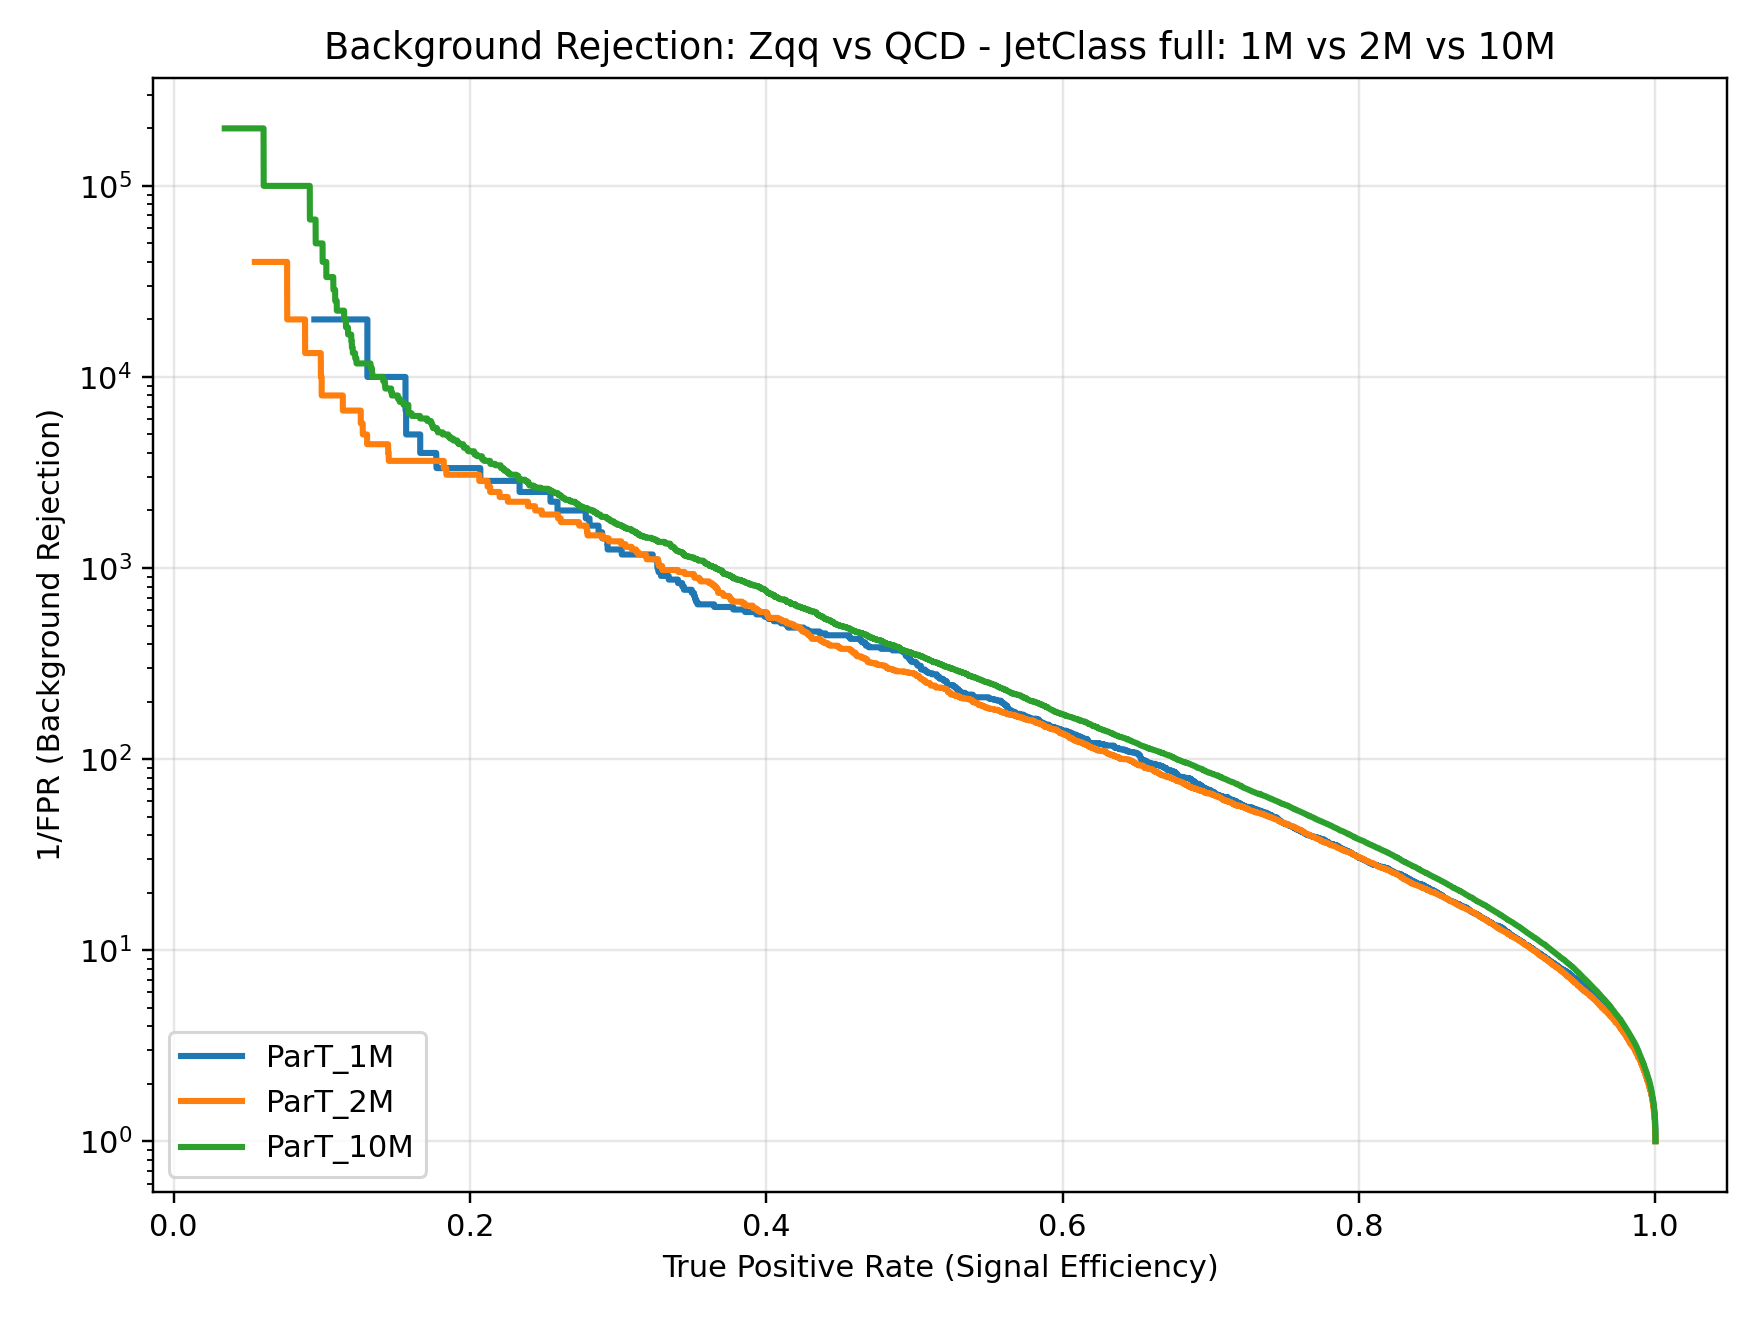 Background Rejection: Zqq vs QCD - JetClass full: 1M vs 2M vs 10M
1/FPR (Background Rejection)
10^5
10^4
10^3
10^2
10^1
10^0
ParT_1M
ParT_2M
ParT_10M
0.0 0.2 0.4 0.6 0.8 1.0
True Positive Rate (Signal Efficiency)